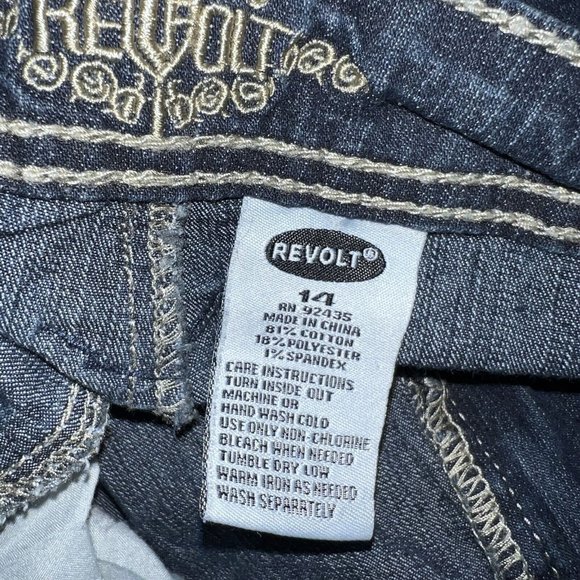 REVOLT
REVOLT®
14
RN 92435
MADE IN CHINA
81% COTTON
18% POLYESTER
1% SPANDEX
CARE INSTRUCTIONS
TURN INSIDE OUT
MACHINE OR
HAND WASH COLD
USE ONLY NON-CHLORINE
BLEACH WHEN NEEDED
TUMBLE DRY LOW
WARM IRON AS NEEDED
WASH SEPARATELY